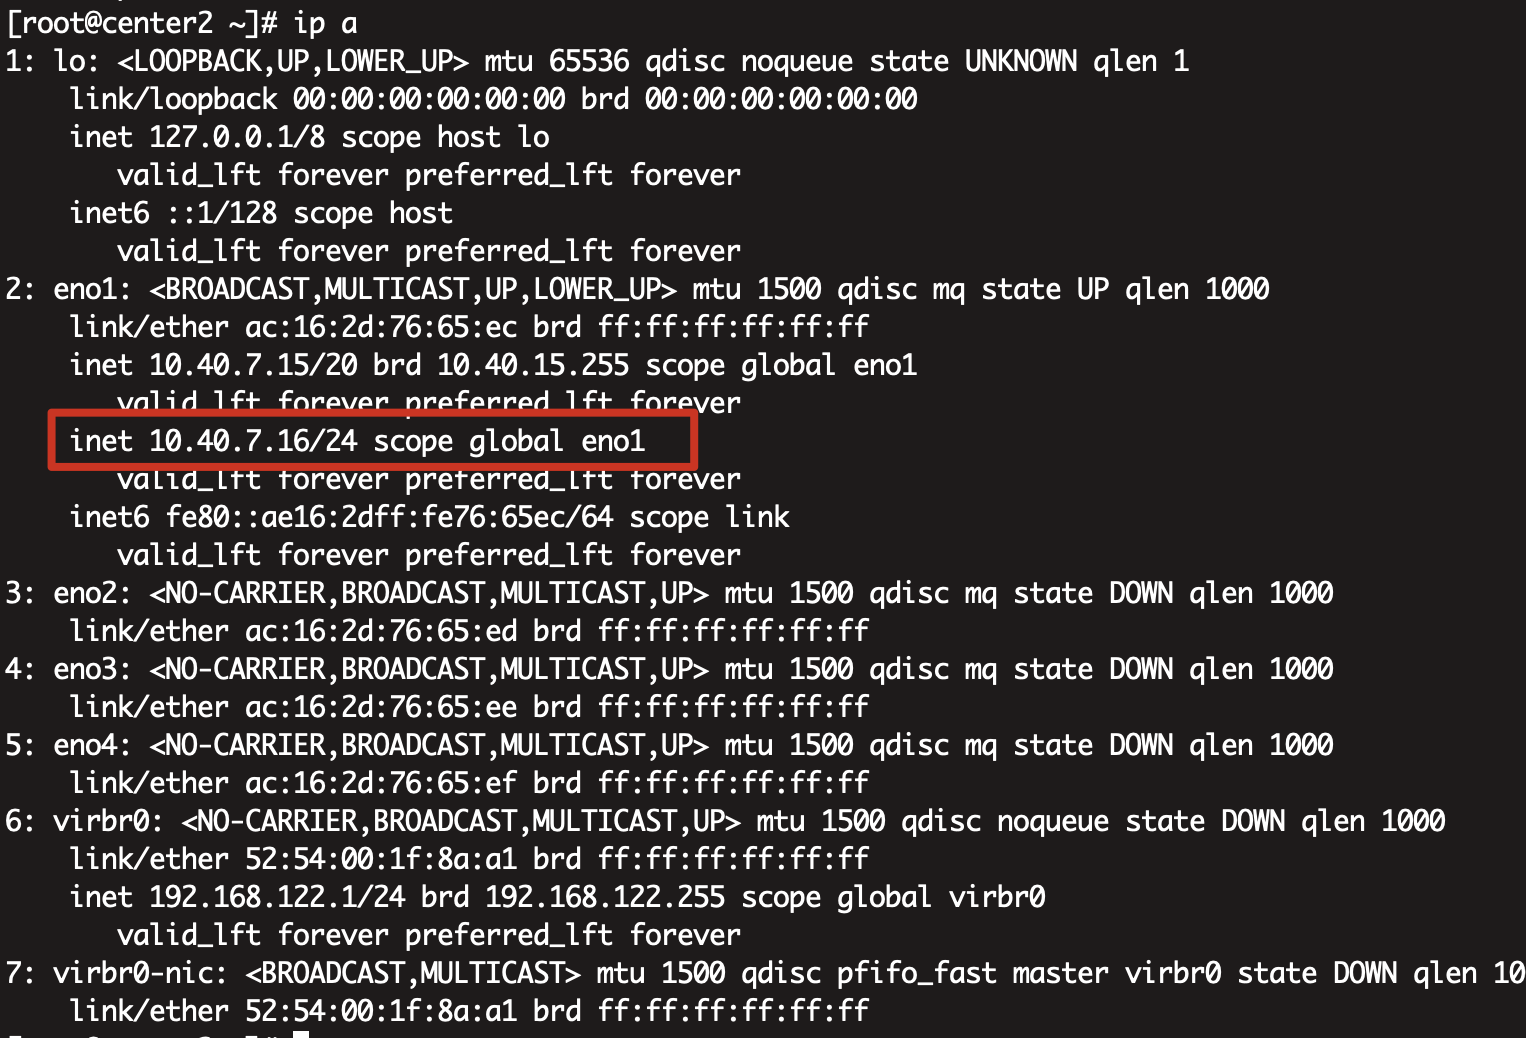 [root@center2 ~]# ip a
1: lo: <LOOPBACK,UP,LOWER_UP> mtu 65536 qdisc noqueue state UNKNOWN qlen 1
    link/loopback 00:00:00:00:00:00 brd 00:00:00:00:00:00
    inet 127.0.0.1/8 scope host lo
       valid_lft forever preferred_lft forever
    inet6 ::1/128 scope host
       valid_lft forever preferred_lft forever
2: eno1: <BROADCAST,MULTICAST,UP,LOWER_UP> mtu 1500 qdisc mq state UP qlen 1000
    link/ether ac:16:2d:76:65:ec brd ff:ff:ff:ff:ff:ff
    inet 10.40.7.15/20 brd 10.40.15.255 scope global eno1
       valid_lft forever preferred_lft forever
    inet 10.40.7.16/24 scope global eno1
       valid_lft forever preferred_lft forever
    inet6 fe80::ae16:2dff:fe76:65ec/64 scope link
       valid_lft forever preferred_lft forever
3: eno2: <NO-CARRIER,BROADCAST,MULTICAST,UP> mtu 1500 qdisc mq state DOWN qlen 1000
    link/ether ac:16:2d:76:65:ed brd ff:ff:ff:ff:ff:ff
4: eno3: <NO-CARRIER,BROADCAST,MULTICAST,UP> mtu 1500 qdisc mq state DOWN qlen 1000
    link/ether ac:16:2d:76:65:ee brd ff:ff:ff:ff:ff:ff
5: eno4: <NO-CARRIER,BROADCAST,MULTICAST,UP> mtu 1500 qdisc mq state DOWN qlen 1000
    link/ether ac:16:2d:76:65:ef brd ff:ff:ff:ff:ff:ff
6: virbr0: <NO-CARRIER,BROADCAST,MULTICAST,UP> mtu 1500 qdisc noqueue state DOWN qlen 1000
    link/ether 52:54:00:1f:8a:a1 brd ff:ff:ff:ff:ff:ff
    inet 192.168.122.1/24 brd 192.168.122.255 scope global virbr0
       valid_lft forever preferred_lft forever
7: virbr0-nic: <BROADCAST,MULTICAST> mtu 1500 qdisc pfifo_fast master virbr0 state DOWN qlen 10
    link/ether 52:54:00:1f:8a:a1 brd ff:ff:ff:ff:ff:ff